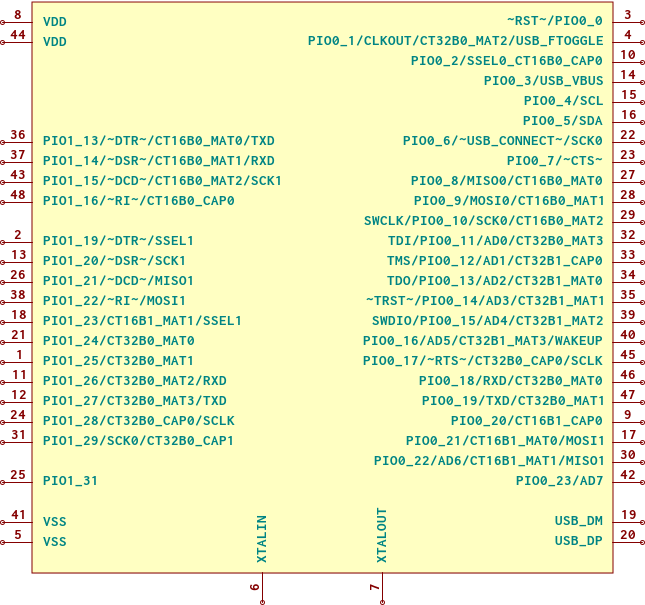 8 VDD ~RST~/PIO0_0 3
44 VDD PIO0_1/CLKOUT/CT32B0_MAT2/USB_FTOGGLE 4
PIO0_2/SSEL0_CT16B0_CAP0 10
PIO0_3/USB_VBUS 14
PIO0_4/SCL 15
PIO0_5/SDA 16
36 PIO1_13/~DTR~/CT16B0_MAT0/TXD PIO0_6/~USB_CONNECT~/SCK0 22
37 PIO1_14/~DSR~/CT16B0_MAT1/RXD PIO0_7/~CTS~ 23
43 PIO1_15/~DCD~/CT16B0_MAT2/SCK1 PIO0_8/MISO0/CT16B0_MAT0 27
48 PIO1_16/~RI~/CT16B0_CAP0 PIO0_9/MOSI0/CT16B0_MAT1 28
SWCLK/PIO0_10/SCK0/CT16B0_MAT2 29
2 PIO1_19/~DTR~/SSEL1 TDI/PIO0_11/AD0/CT32B0_MAT3 32
13 PIO1_20/~DSR~/SCK1 TMS/PIO0_12/AD1/CT32B1_CAP0 33
26 PIO1_21/~DCD~/MISO1 TDO/PIO0_13/AD2/CT32B1_MAT0 34
38 PIO1_22/~RI~/MOSI1 ~TRST~/PIO0_14/AD3/CT32B1_MAT1 35
18 PIO1_23/CT16B1_MAT1/SSEL1 SWDIO/PIO0_15/AD4/CT32B1_MAT2 39
21 PIO1_24/CT32B0_MAT0 PIO0_16/AD5/CT32B1_MAT3/WAKEUP 40
1 PIO1_25/CT32B0_MAT1 PIO0_17/~RTS~/CT32B0_CAP0/SCLK 45
11 PIO1_26/CT32B0_MAT2/RXD PIO0_18/RXD/CT32B0_MAT0 46
12 PIO1_27/CT32B0_MAT3/TXD PIO0_19/TXD/CT32B0_MAT1 47
24 PIO1_28/CT32B0_CAP0/SCLK PIO0_20/CT16B1_CAP0 9
31 PIO1_29/SCK0/CT32B0_CAP1 PIO0_21/CT16B1_MAT0/MOSI1 17
PIO0_22/AD6/CT16B1_MAT1/MISO1 30
25 PIO1_31 PIO0_23/AD7 42
41 VSS USB_DM 19
5 VSS USB_DP 20
XTALIN XTALOUT
6 7